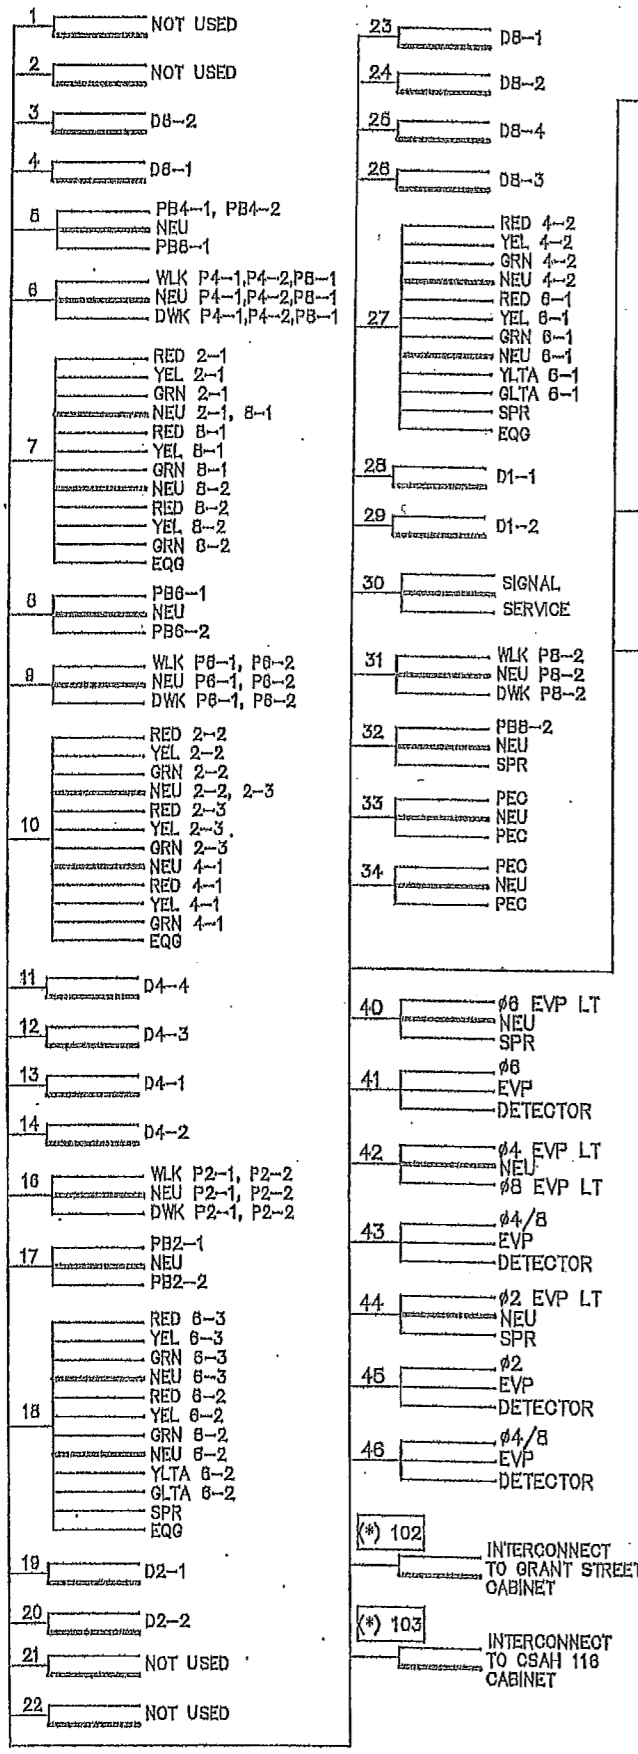 1 NOT USED
2 NOT USED
3 D6-2
4 D6-1
5 PB4-1, PB4-2
NEU
PB8-1
6 WLK P4-1,P4-2,P8-1
NEU P4-1,P4-2,P8-1
DWK P4-1,P4-2,P8-1
7 RED 2-1
YEL 2-1
GRN 2-1
NEU 2-1, 8-1
RED 8-1
YEL 8-1
GRN 8-1
NEU 8-2
RED 8-2
YEL 8-2
GRN 8-2
EQG
8 PB6-1
NEU
PB6-2
9 WLK P6-1, P6-2
NEU P6-1, P6-2
DWK P6-1, P6-2
10 RED 2-2
YEL 2-2
GRN 2-2
NEU 2-2, 2-3
RED 2-3
YEL 2-3
GRN 2-3
NEU 4-1
RED 4-1
YEL 4-1
GRN 4-1
EQG
11 D4-4
12 D4-3
13 D4-1
14 D4-2
16 WLK P2-1, P2-2
NEU P2-1, P2-2
DWK P2-1, P2-2
17 PB2-1
NEU
PB2-2
18 RED 6-3
YEL 6-3
GRN 6-3
NEU 6-3
RED 6-2
YEL 6-2
GRN 6-2
NEU 6-2
YLTA 6-2
GLTA 6-2
SPR
EQG
19 D2-1
20 D2-2
21 NOT USED
22 NOT USED
23 D8-1
24 D8-2
25 D8-4
26 D8-3
27 RED 4-2
YEL 4-2
GRN 4-2
NEU 4-2
RED 6-1
YEL 6-1
GRN 6-1
NEU 6-1
YLTA 6-1
GLTA 6-1
SPR
EQG
28 D1-1
29 D1-2
30 SIGNAL
SERVICE
31 WLK P8-2
NEU P8-2
DWK P8-2
32 PB8-2
NEU
SPR
33 PEC
NEU
PEC
34 PEC
NEU
PEC
40 ø6 EVP LT
NEU
SPR
41 ø6
EVP
DETECTOR
42 ø4 EVP LT
NEU
ø8 EVP LT
43 ø4/8
EVP
DETECTOR
44 ø2 EVP LT
NEU
SPR
45 ø2
EVP
DETECTOR
46 ø4/8
EVP
DETECTOR
(*) 102
INTERCONNECT
TO GRANT STREET
CABINET
(*) 103
INTERCONNECT
TO CSAH 116
CABINET